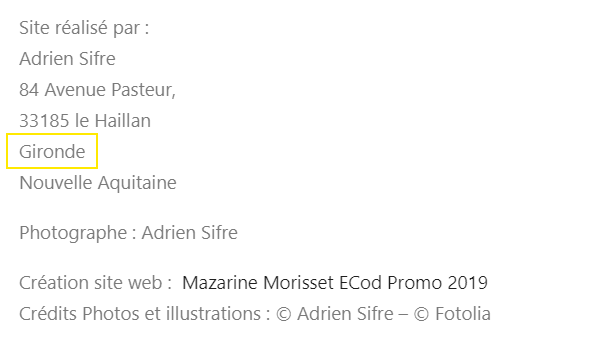 Site réalisé par :
Adrien Sifre
84 Avenue Pasteur,
33185 le Haillan
Gironde
Nouvelle Aquitaine
Photographe : Adrien Sifre
Création site web :  Mazarine Morisset ECod Promo 2019
Crédits Photos et illustrations : © Adrien Sifre – © Fotolia